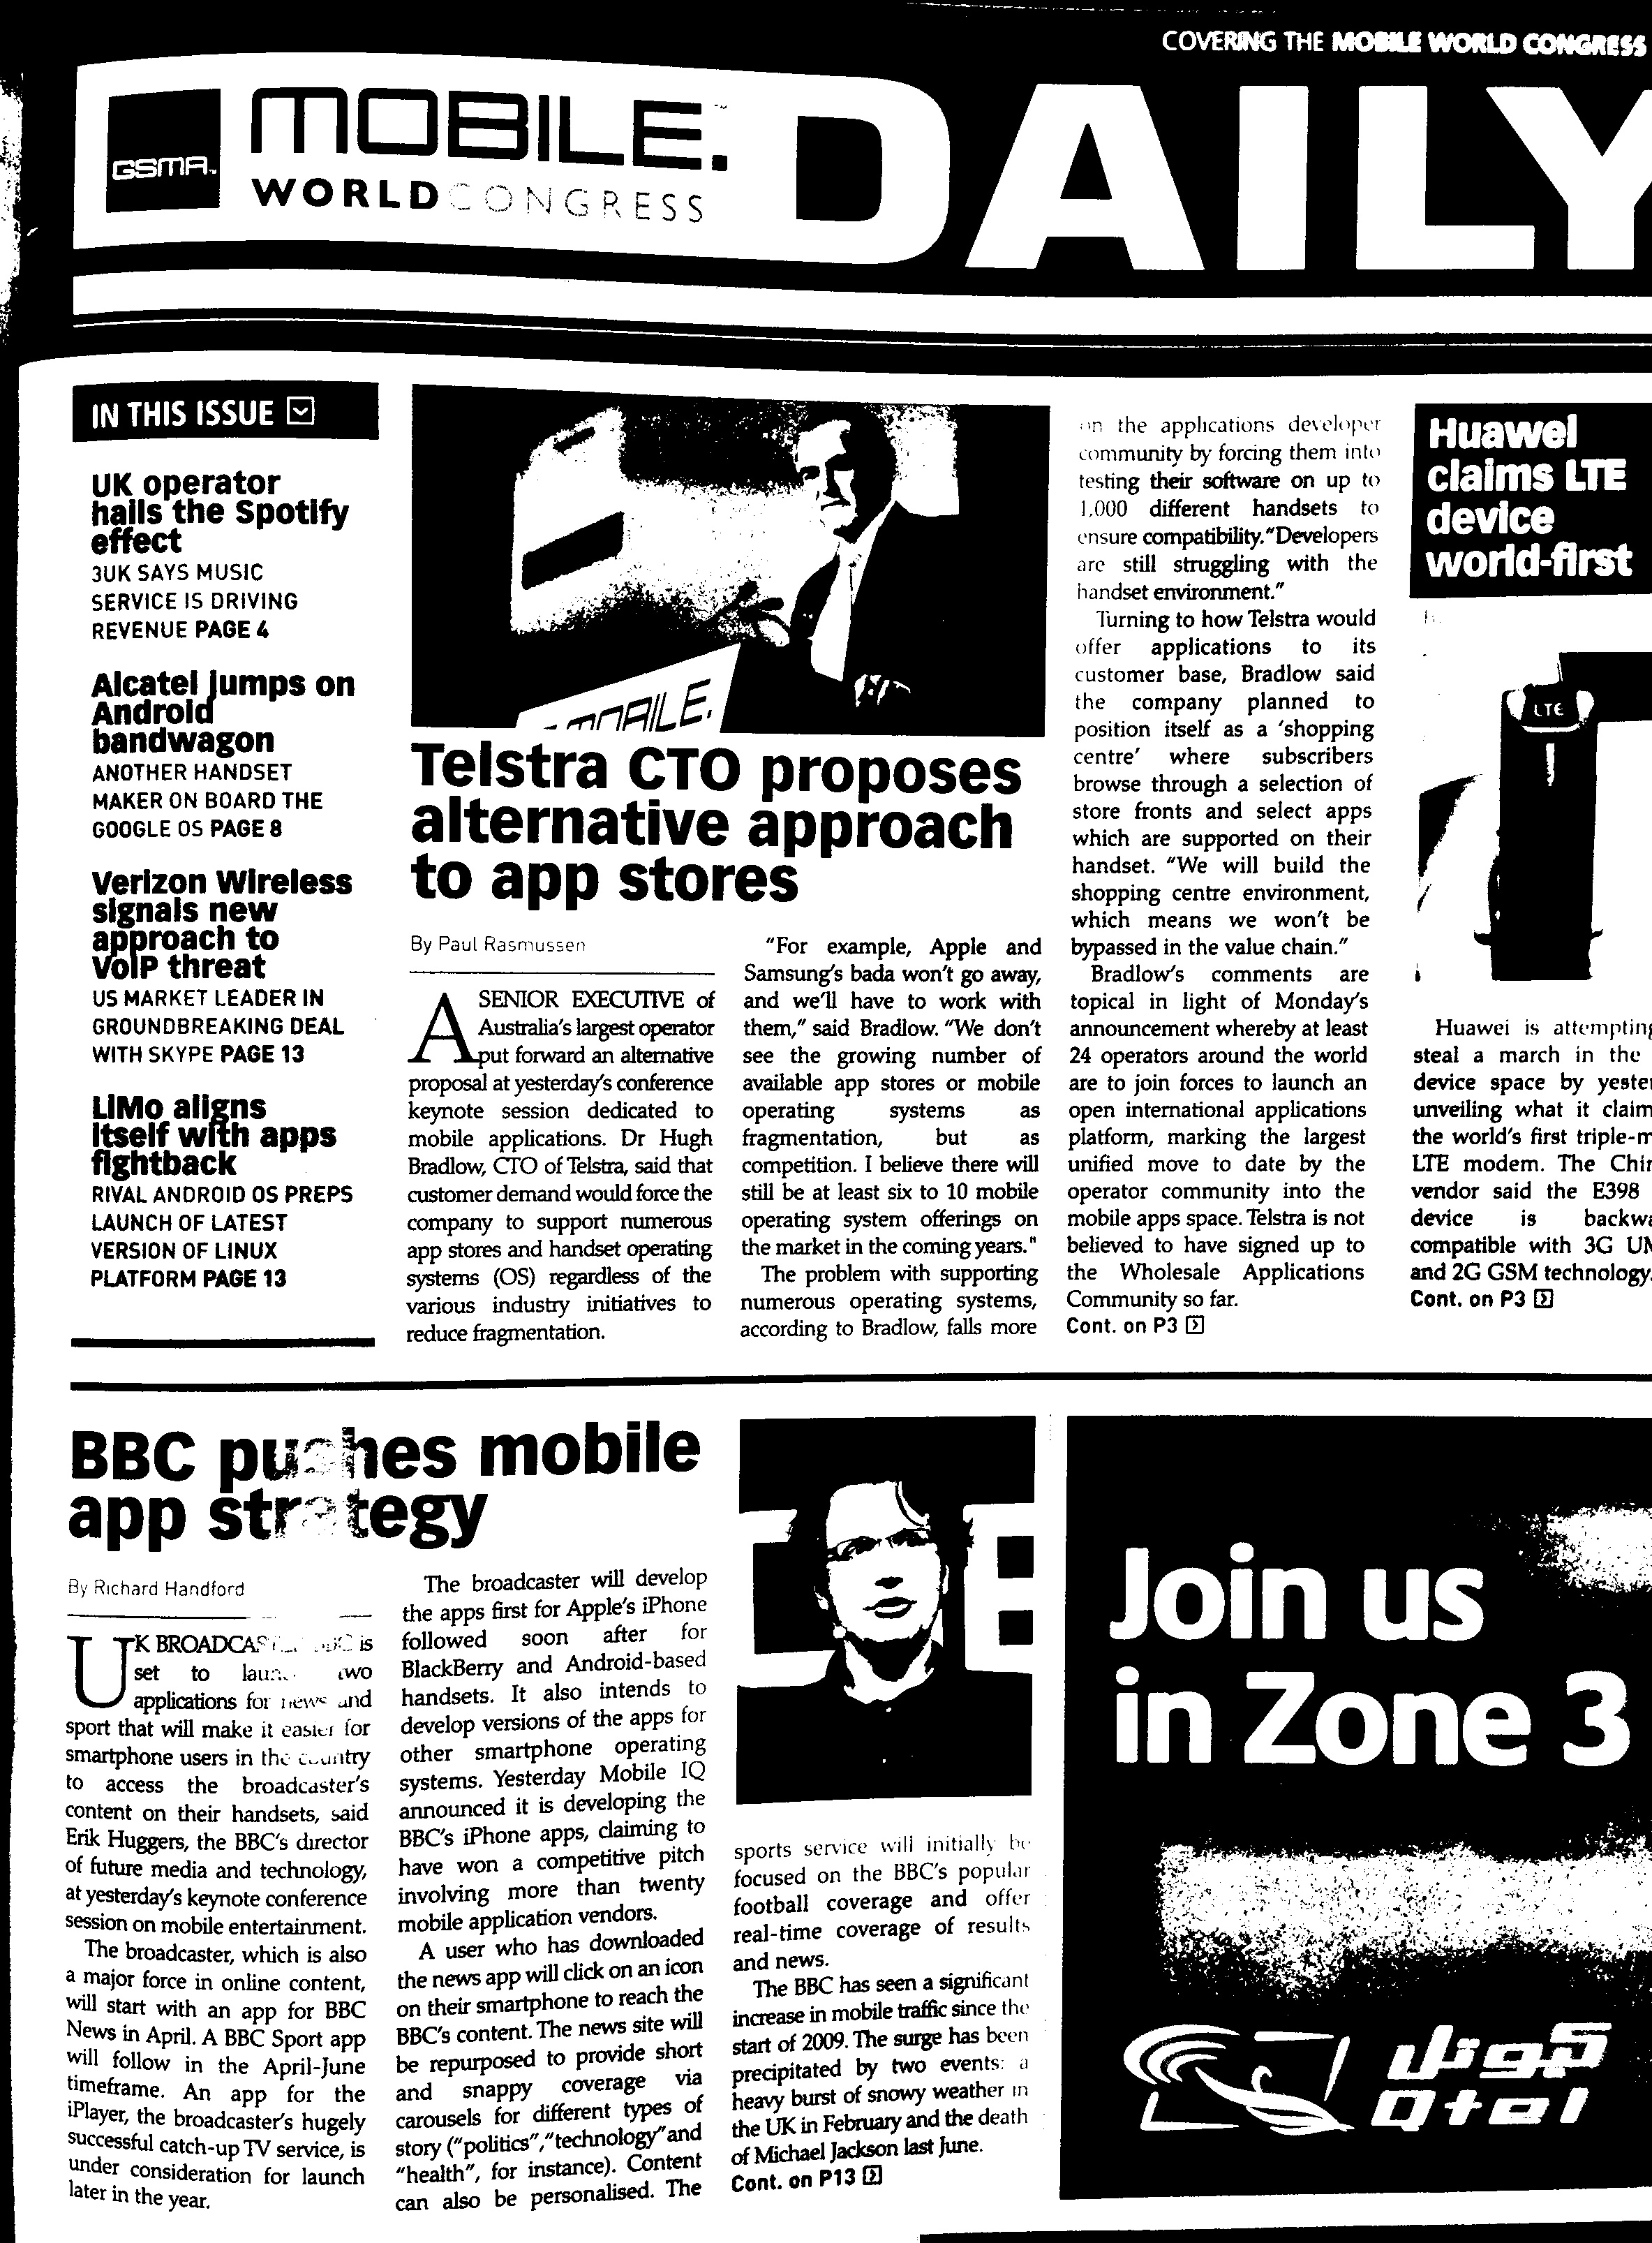 COVERING THE MOBILE WORLD CONGRESS
GSMA
MOBILE.
WORLDCONGRESS
DAILY
IN THIS ISSUE
UK operator
hails the Spotify
effect
3UK SAYS MUSIC
SERVICE IS DRIVING
REVENUE PAGE 4
Alcatel jumps on
Android
bandwagon
ANOTHER HANDSET
MAKER ON BOARD THE
GOOGLE OS PAGE 8
Verizon Wireless
signals new
approach to
VoIP threat
US MARKET LEADER IN
GROUNDBREAKING DEAL
WITH SKYPE PAGE 13
LiMo aligns
itself with apps
fightback
RIVAL ANDROID OS PREPS
LAUNCH OF LATEST
VERSION OF LINUX
PLATFORM PAGE 13
MOBILE.
Telstra CTO proposes
alternative approach
to app stores
By Paul Rasmussen
A SENIOR EXECUTIVE of
Australia's largest operator
put forward an alternative
proposal at yesterday's conference
keynote session dedicated to
mobile applications. Dr Hugh
Bradlow, CTO of Telstra, said that
customer demand would force the
company to support numerous
app stores and handset operating
systems (OS) regardless of the
various industry initiatives to
reduce fragmentation.
"For example, Apple and
Samsung's bada won't go away,
and we'll have to work with
them," said Bradlow. "We don't
see the growing number of
available app stores or mobile
operating systems as
fragmentation, but as
competition. I believe there will
still be at least six to 10 mobile
operating system offerings on
the market in the coming years."
The problem with supporting
numerous operating systems,
according to Bradlow, falls more
on the applications developer
community by forcing them into
testing their software on up to
1,000 different handsets to
ensure compatibility. "Developers
are still struggling with the
handset environment."
Turning to how Telstra would
offer applications to its
customer base, Bradlow said
the company planned to
position itself as a 'shopping
centre' where subscribers
browse through a selection of
store fronts and select apps
which are supported on their
handset. "We will build the
shopping centre environment,
which means we won't be
bypassed in the value chain."
Bradlow's comments are
topical in light of Monday's
announcement whereby at least
24 operators around the world
are to join forces to launch an
open international applications
platform, marking the largest
unified move to date by the
operator community into the
mobile apps space. Telstra is not
believed to have signed up to
the Wholesale Applications
Community so far.
Cont. on P3
Huawei
claims LTE
device
world-first
LTE
Huawei is attempting
steal a march in the
device space by yester
unveiling what it claim
the world's first triple-m
LTE modem. The Chin
vendor said the E398
device is backwa
compatible with 3G UM
and 2G GSM technology.
Cont. on P3
BBC pushes mobile
app strategy
By Richard Handford
UK BROADCASTER BBC is
set to launch two
applications for news and
sport that will make it easier for
smartphone users in the country
to access the broadcaster's
content on their handsets, said
Erik Huggers, the BBC's director
of future media and technology,
at yesterday's keynote conference
session on mobile entertainment.
The broadcaster, which is also
a major force in online content,
will start with an app for BBC
News in April. A BBC Sport app
will follow in the April-June
timeframe. An app for the
iPlayer, the broadcaster's hugely
successful catch-up TV service, is
under consideration for launch
later in the year.
The broadcaster will develop
the apps first for Apple's iPhone
followed soon after for
BlackBerry and Android-based
handsets. It also intends to
develop versions of the apps for
other smartphone operating
systems. Yesterday Mobile IQ
announced it is developing the
BBC's iPhone apps, claiming to
have won a competitive pitch
involving more than twenty
mobile application vendors.
A user who has downloaded
the news app will click on an icon
on their smartphone to reach the
BBC's content. The news site will
be repurposed to provide short
and snappy coverage via
carousels for different types of
story ("politics", "technology" and
"health", for instance). Content
can also be personalised. The
sports service will initially be
focused on the BBC's popular
football coverage and offer
real-time coverage of results
and news.
The BBC has seen a significant
increase in mobile traffic since the
start of 2009. The surge has been
precipitated by two events: a
heavy burst of snowy weather in
the UK in February and the death
of Michael Jackson last June.
Cont. on P13
Join us
in Zone 3
كيوتل
Qtel